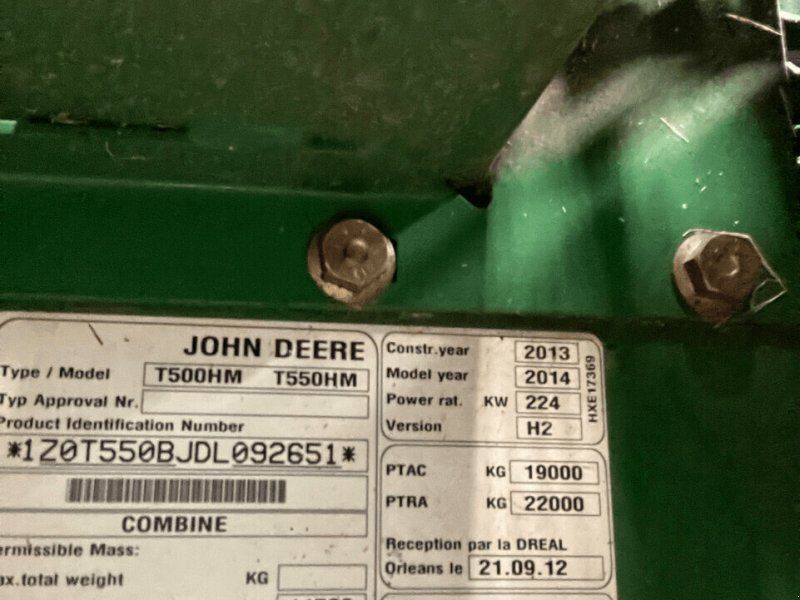 JOHN DEERE
Type / Model T500HM T550HM
Typ Approval Nr.
Product Identification Number
*1Z0T550BJDL092651*
COMBINE
ermissible Mass:
ax.total weight KG
Constr.year 2013
Model year 2014
Power rat. KW 224
Version H2
HXE17369
PTAC KG 19000
PTRA KG 22000
Reception par la DREAL
Orleans le 21.09.12